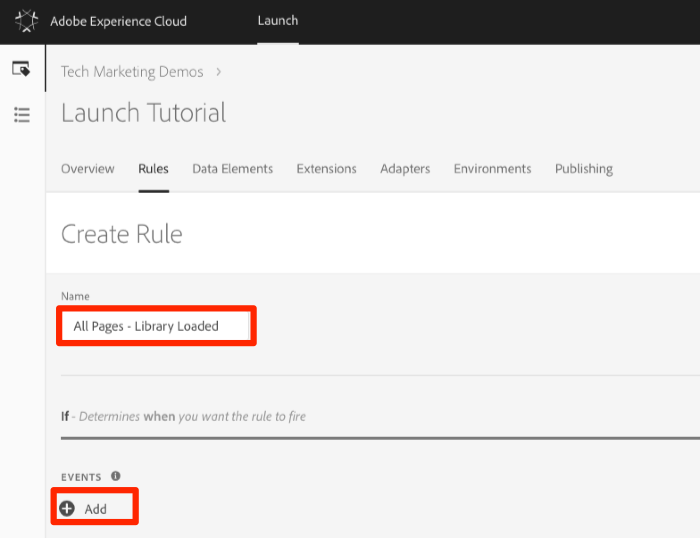 Adobe Experience Cloud Launch
Tech Marketing Demos >
Launch Tutorial
Overview Rules Data Elements Extensions Adapters Environments Publishing
Create Rule
Name
All Pages - Library Loaded
If - Determines when you want the rule to fire
EVENTS
Add